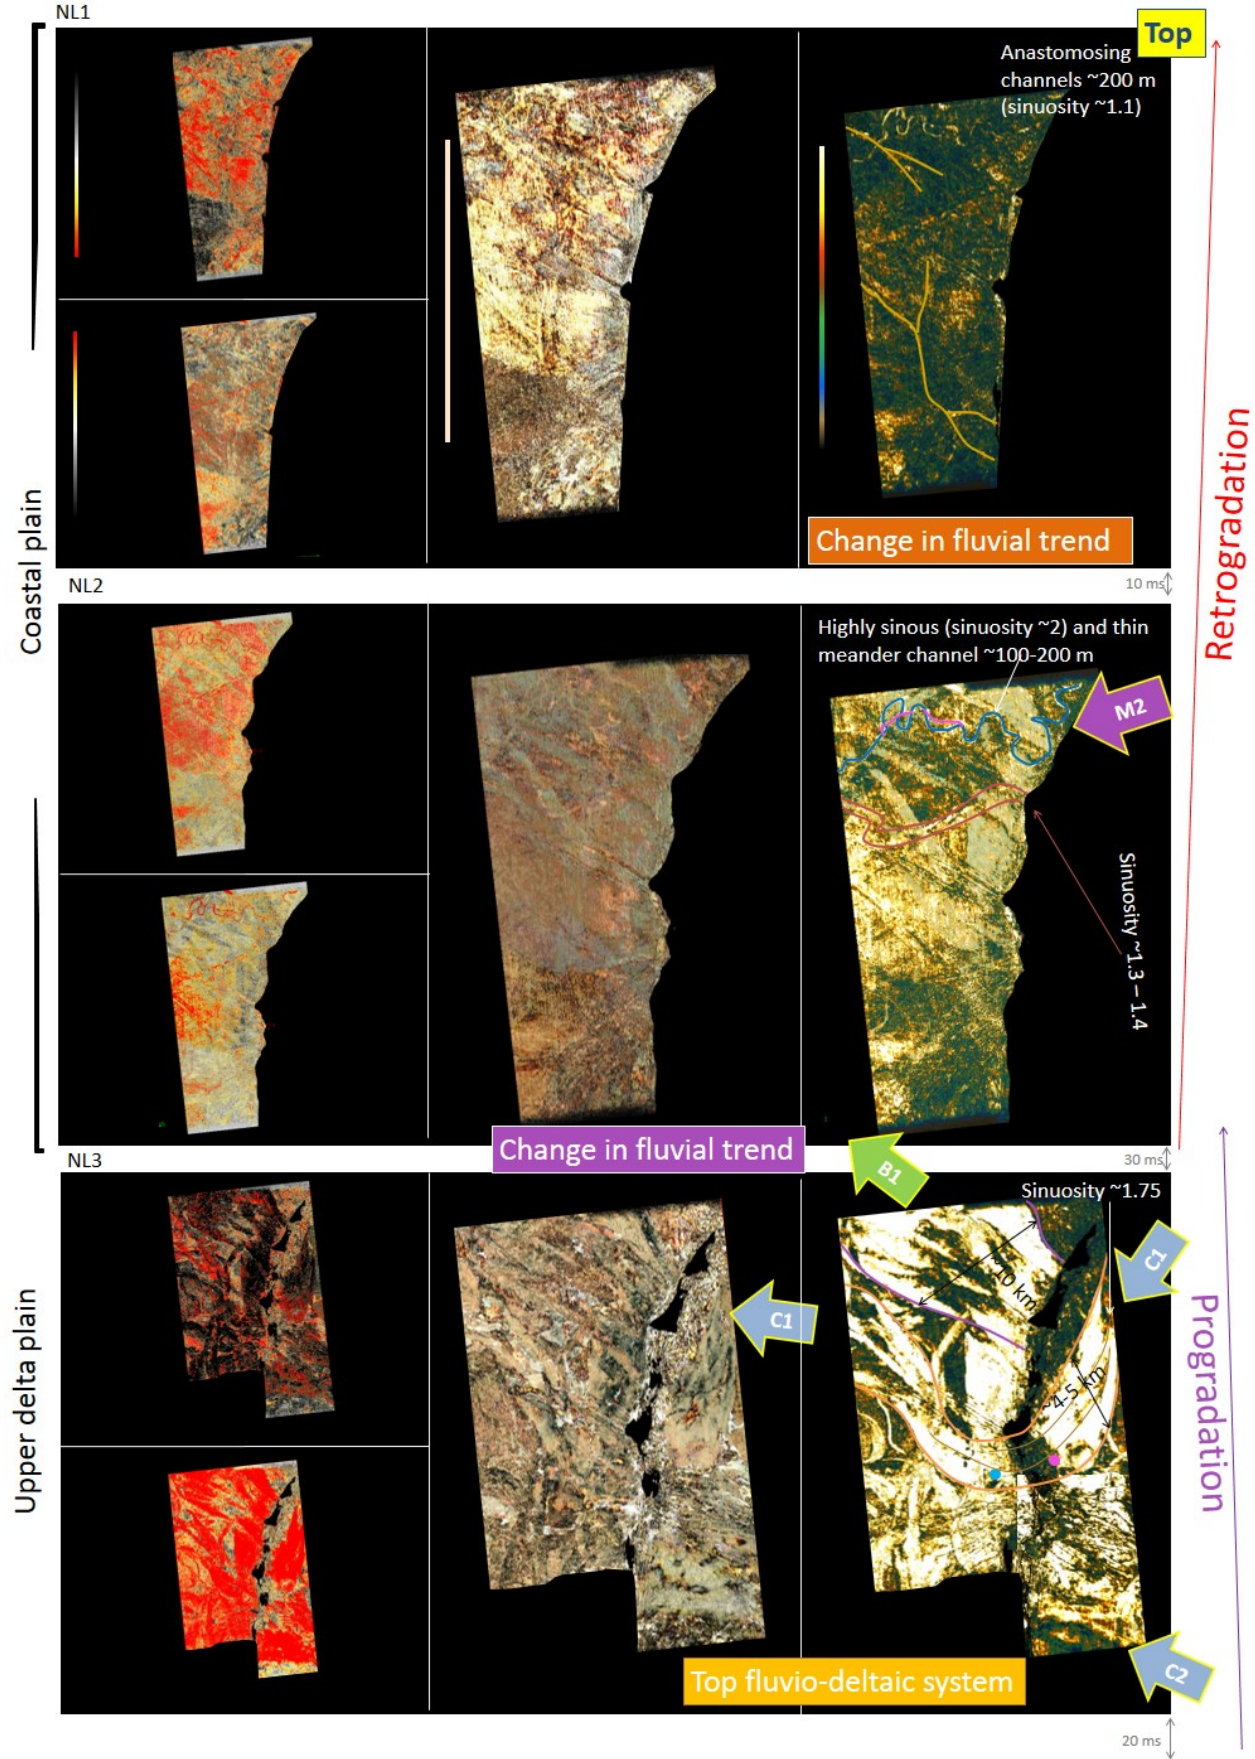 NL1
Top
Anastomosing
channels ~200 m
(sinuosity ~1.1)
Change in fluvial trend
10 ms
Coastal plain
Retrogradation
NL2
Highly sinous (sinuosity ~2) and thin
meander channel ~100-200 m
M2
Sinuosity ~1.3 – 1.4
Change in fluvial trend
B1
30 ms
NL3
Sinuosity ~1.75
C1
~10 km
C1
~4-5 km
Upper delta plain
Progradation
Top fluvio-deltaic system
C2
20 ms